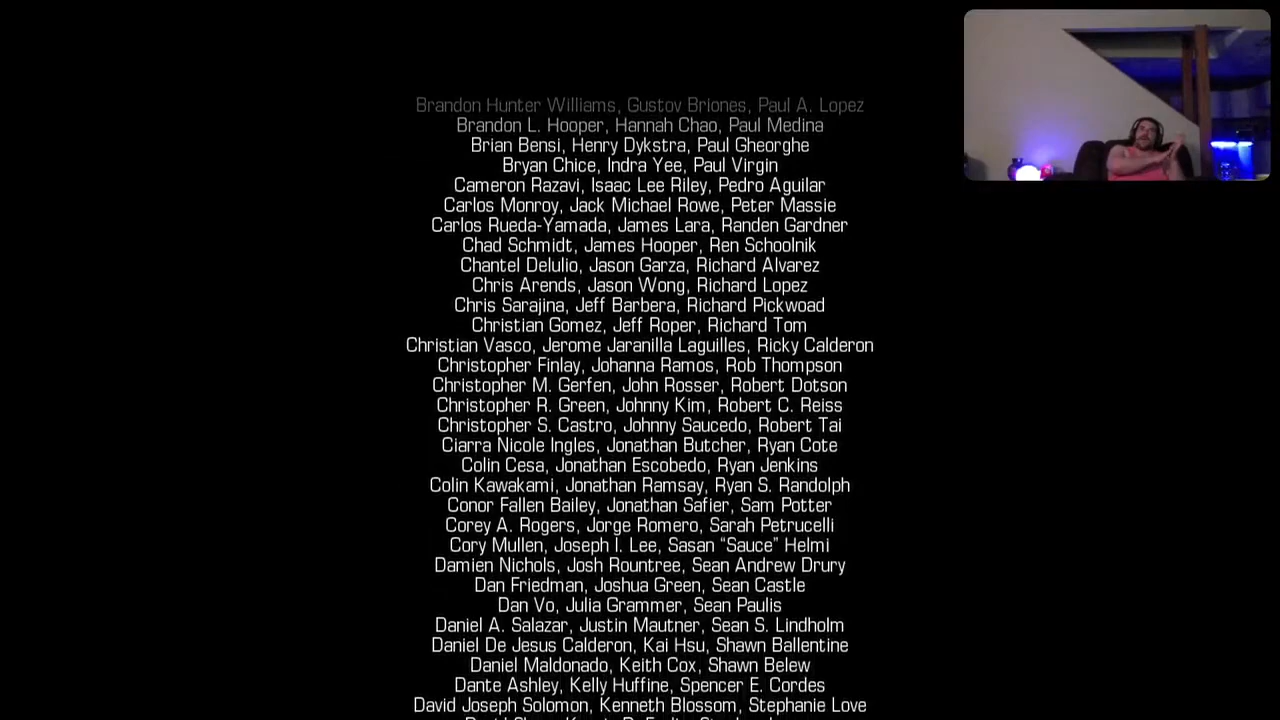 Brandon Hunter Williams, Gustov Briones, Paul A. Lopez
Brandon L. Hooper, Hannah Chao, Paul Medina
Brian Bensi, Henry Dykstra, Paul Gheorghe
Bryan Chice, Indra Yee, Paul Virgin
Cameron Razavi, Isaac Lee Riley, Pedro Aguilar
Carlos Monroy, Jack Michael Rowe, Peter Massie
Carlos Rueda-Yamada, James Lara, Randen Gardner
Chad Schmidt, James Hooper, Ren Schoolnik
Chantel Delulio, Jason Garza, Richard Alvarez
Chris Arends, Jason Wong, Richard Lopez
Chris Sarajina, Jeff Barbera, Richard Pickwoad
Christian Gomez, Jeff Roper, Richard Tom
Christian Vasco, Jerome Jaranilla Laguilles, Ricky Calderon
Christopher Finlay, Johanna Ramos, Rob Thompson
Christopher M. Gerfen, John Rosser, Robert Dotson
Christopher R. Green, Johnny Kim, Robert C. Reiss
Christopher S. Castro, Johnny Saucedo, Robert Tai
Ciarra Nicole Ingles, Jonathan Butcher, Ryan Cote
Colin Cesa, Jonathan Escobedo, Ryan Jenkins
Colin Kawakami, Jonathan Ramsay, Ryan S. Randolph
Conor Fallen Bailey, Jonathan Safier, Sam Potter
Corey A. Rogers, Jorge Romero, Sarah Petrucelli
Cory Mullen, Joseph I. Lee, Sasan “Sauce” Helmi
Damien Nichols, Josh Rountree, Sean Andrew Drury
Dan Friedman, Joshua Green, Sean Castle
Dan Vo, Julia Grammer, Sean Paulis
Daniel A. Salazar, Justin Mautner, Sean S. Lindholm
Daniel De Jesus Calderon, Kai Hsu, Shawn Ballentine
Daniel Maldonado, Keith Cox, Shawn Belew
Dante Ashley, Kelly Huffine, Spencer E. Cordes
David Joseph Solomon, Kenneth Blossom, Stephanie Love